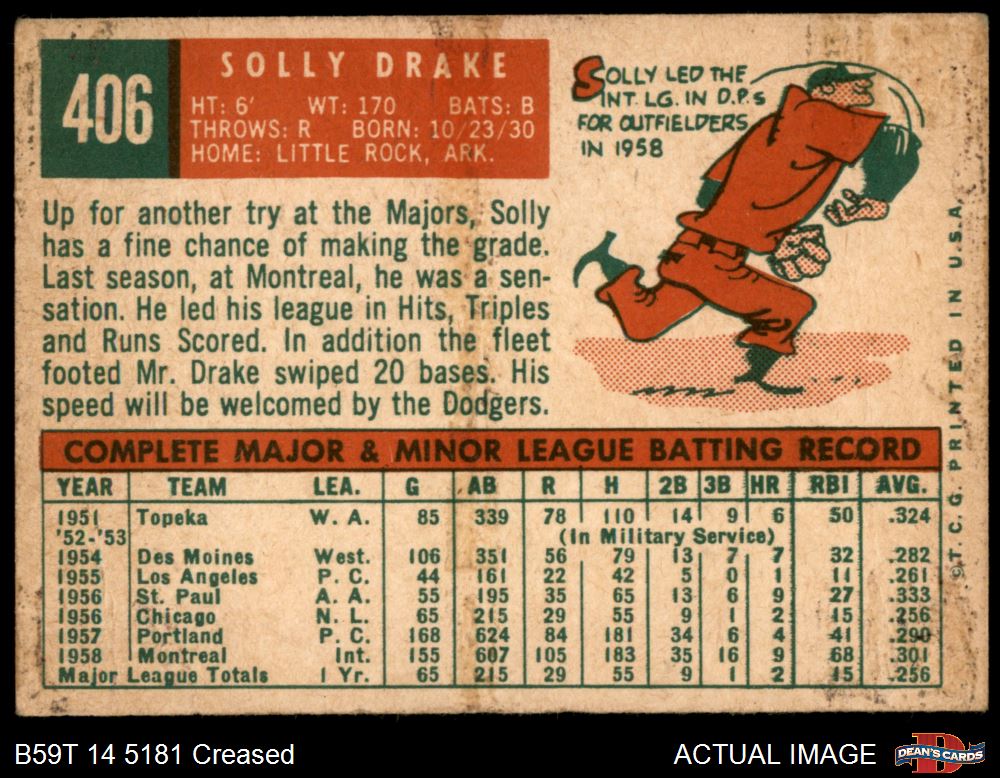 406
SOLLY DRAKE
HT: 6' WT: 170 BATS: B
THROWS: R BORN: 10/23/30
HOME: LITTLE ROCK, ARK.
SOLLY LED THE
INT. LG. IN D.P.s
FOR OUTFIELDERS
IN 1958
Up for another try at the Majors, Solly
has a fine chance of making the grade.
Last season, at Montreal, he was a sen-
sation. He led his league in Hits, Triples
and Runs Scored. In addition the fleet
footed Mr. Drake swiped 20 bases. His
speed will be welcomed by the Dodgers.
COMPLETE MAJOR & MINOR LEAGUE BATTING RECORD
YEAR TEAM LEA. G AB R H 2B 3B HR RBI AVG.
1951 Topeka W. A. 85 339 78 110 14 9 6 50 .324
'52-'53 (In Military Service)
1954 Des Moines West. 106 351 56 79 13 7 7 32 .282
1955 Los Angeles P. C. 44 161 22 42 5 0 1 11 .261
1956 St. Paul A. A. 55 195 35 65 13 6 9 27 .333
1956 Chicago N. L. 65 215 29 55 9 1 2 15 .256
1957 Portland P. C. 168 624 84 181 34 6 4 41 .290
1958 Montreal Int. 155 607 105 183 35 16 9 68 .301
Major League Totals 1 Yr. 65 215 29 55 9 1 2 15 .256
©T. C. G. PRINTED IN U.S.A.
B59T 14 5181 Creased
ACTUAL IMAGE
DEAN'S CARDS